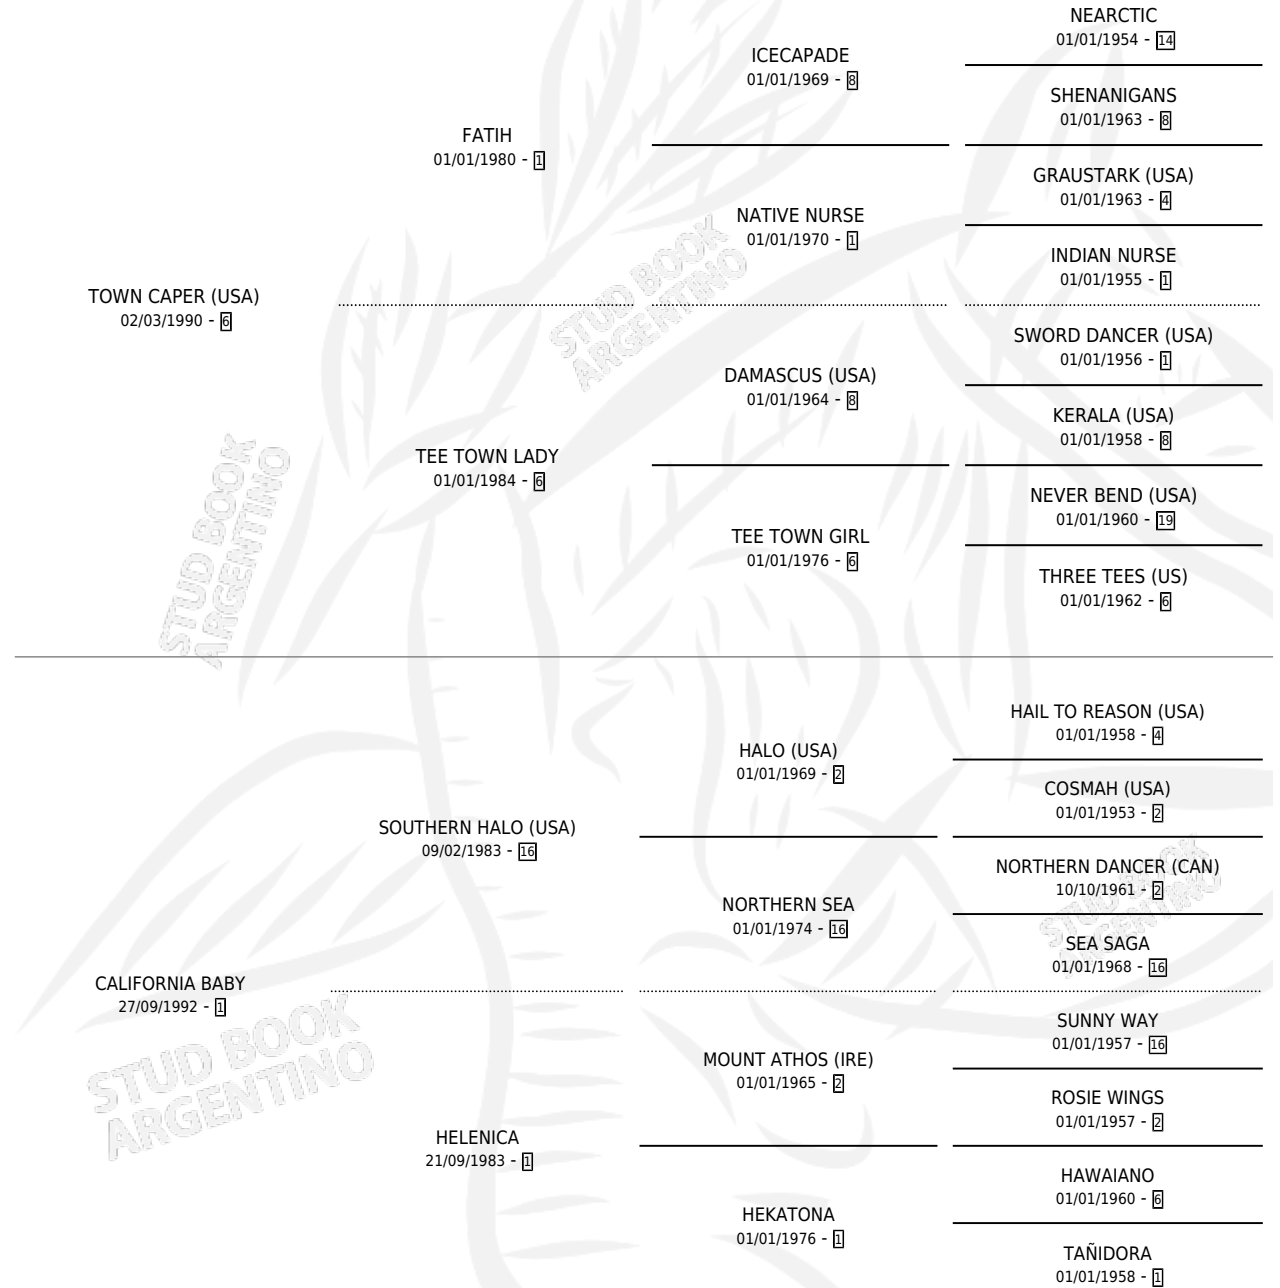 NEARCTIC
01/01/1954 - 14
ICECAPADE
01/01/1969 - 8
SHENANIGANS
01/01/1963 - 8
FATIH
01/01/1980 - 1
GRAUSTARK (USA)
01/01/1963 - 4
NATIVE NURSE
01/01/1970 - 1
INDIAN NURSE
01/01/1955 - 1
TOWN CAPER (USA)
02/03/1990 - 6
STUD BOOK
ARGENTINO
SWORD DANCER (USA)
01/01/1956 - 1
DAMASCUS (USA)
01/01/1964 - 8
KERALA (USA)
01/01/1958 - 8
TEE TOWN LADY
01/01/1984 - 6
NEVER BEND (USA)
01/01/1960 - 19
TEE TOWN GIRL
01/01/1976 - 6
THREE TEES (US)
01/01/1962 - 6
STUD BOOK
ARGENTINO
HAIL TO REASON (USA)
01/01/1958 - 4
HALO (USA)
01/01/1969 - 2
COSMAH (USA)
01/01/1953 - 2
SOUTHERN HALO (USA)
09/02/1983 - 16
NORTHERN DANCER (CAN)
10/10/1961 - 2
STUD BOOK
ARGENTINO
NORTHERN SEA
01/01/1974 - 16
SEA SAGA
01/01/1968 - 16
CALIFORNIA BABY
27/09/1992 - 1
STUD BOOK
ARGENTINO
SUNNY WAY
01/01/1957 - 16
MOUNT ATHOS (IRE)
01/01/1965 - 2
ROSIE WINGS
01/01/1957 - 2
HELENICA
21/09/1983 - 1
HAWAIANO
01/01/1960 - 6
HEKATONA
01/01/1976 - 1
TAÑIDORA
01/01/1958 - 1